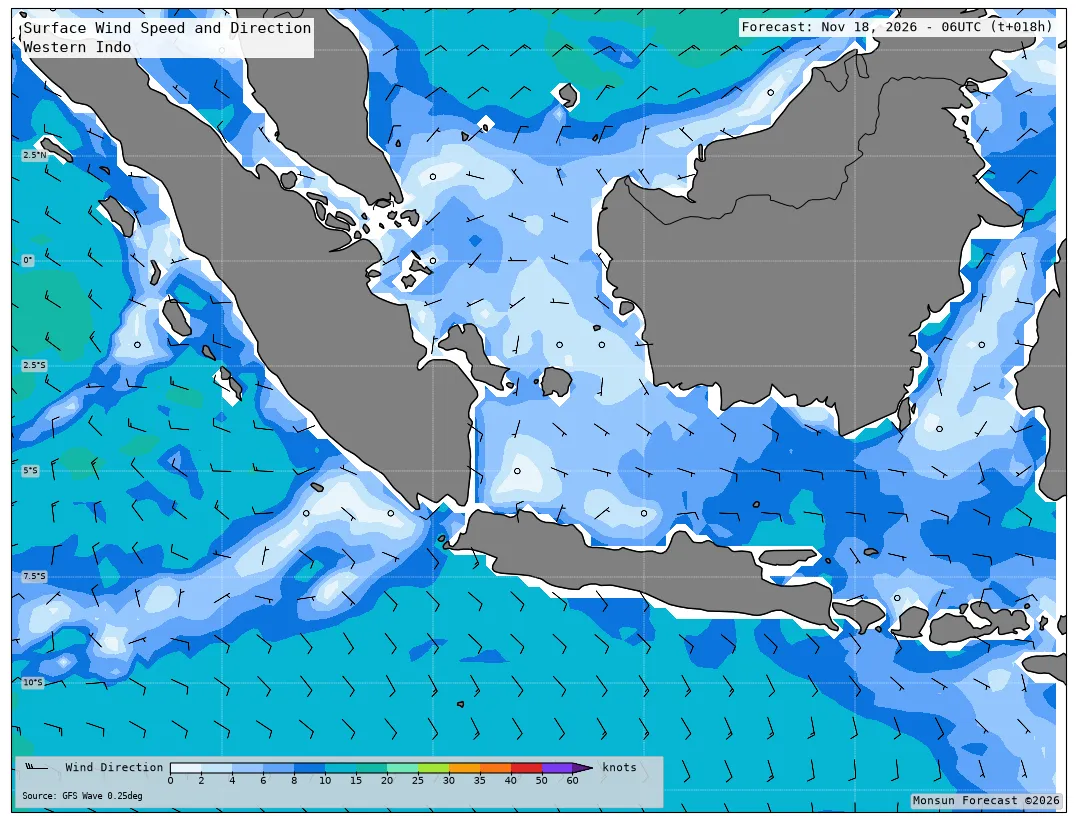 Surface Wind Speed and Direction
Western Indo
Forecast: Nov 18, 2026 - 06UTC (t+018h)
2.5°N
0°
2.5°S
5°S
7.5°S
10°S
Wind Direction
0 2 4 6 8 10 15 20 25 30 35 40 50 60
knots
Source: GFS Wave 0.25deg
Monsun Forecast ©2026